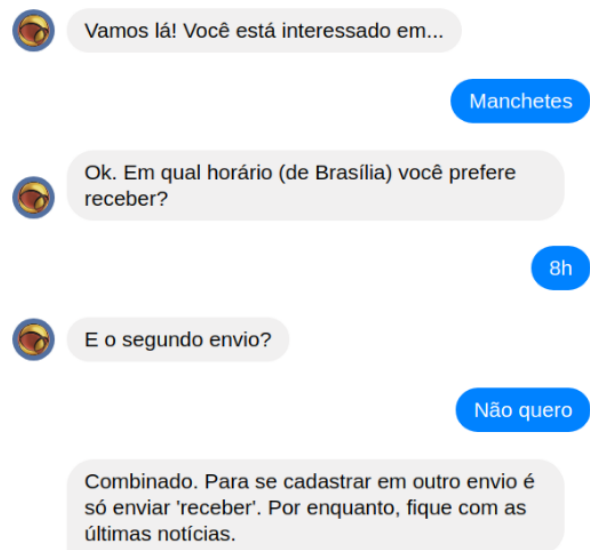 Vamos lá! Você está interessado em...
Manchetes
Ok. Em qual horário (de Brasília) você prefere
receber?
8h
E o segundo envio?
Não quero
Combinado. Para se cadastrar em outro envio é
só enviar 'receber'. Por enquanto, fique com as
últimas notícias.